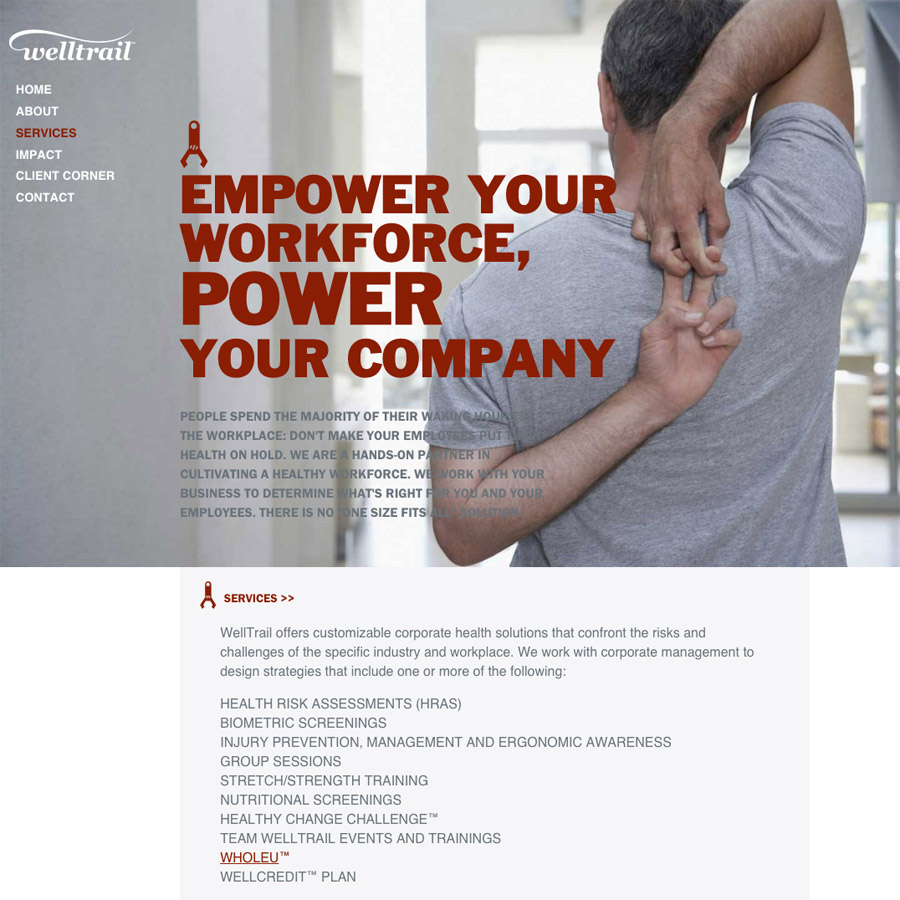 welltrail
HOME
ABOUT
SERVICES
IMPACT
CLIENT CORNER
CONTACT
EMPOWER YOUR
WORKFORCE,
POWER
YOUR COMPANY
PEOPLE SPEND THE MAJORITY OF THEIR WAKING HOURS
THE WORKPLACE: DON'T MAKE YOUR EMPLOYEES PUT
HEALTH ON HOLD. WE ARE A HANDS-ON PARTNER IN
CULTIVATING A HEALTHY WORKFORCE. WE WORK WITH YOUR
BUSINESS TO DETERMINE WHAT'S RIGHT FOR YOU AND YOUR
EMPLOYEES. THERE IS NO "ONE SIZE FITS ALL" SOLUTION.
SERVICES >>
WellTrail offers customizable corporate health solutions that confront the risks and
challenges of the specific industry and workplace. We work with corporate management to
design strategies that include one or more of the following:
HEALTH RISK ASSESSMENTS (HRAS)
BIOMETRIC SCREENINGS
INJURY PREVENTION, MANAGEMENT AND ERGONOMIC AWARENESS
GROUP SESSIONS
STRETCH/STRENGTH TRAINING
NUTRITIONAL SCREENINGS
HEALTHY CHANGE CHALLENGE™
TEAM WELLTRAIL EVENTS AND TRAININGS
WHOLEU™
WELLCREDIT™ PLAN